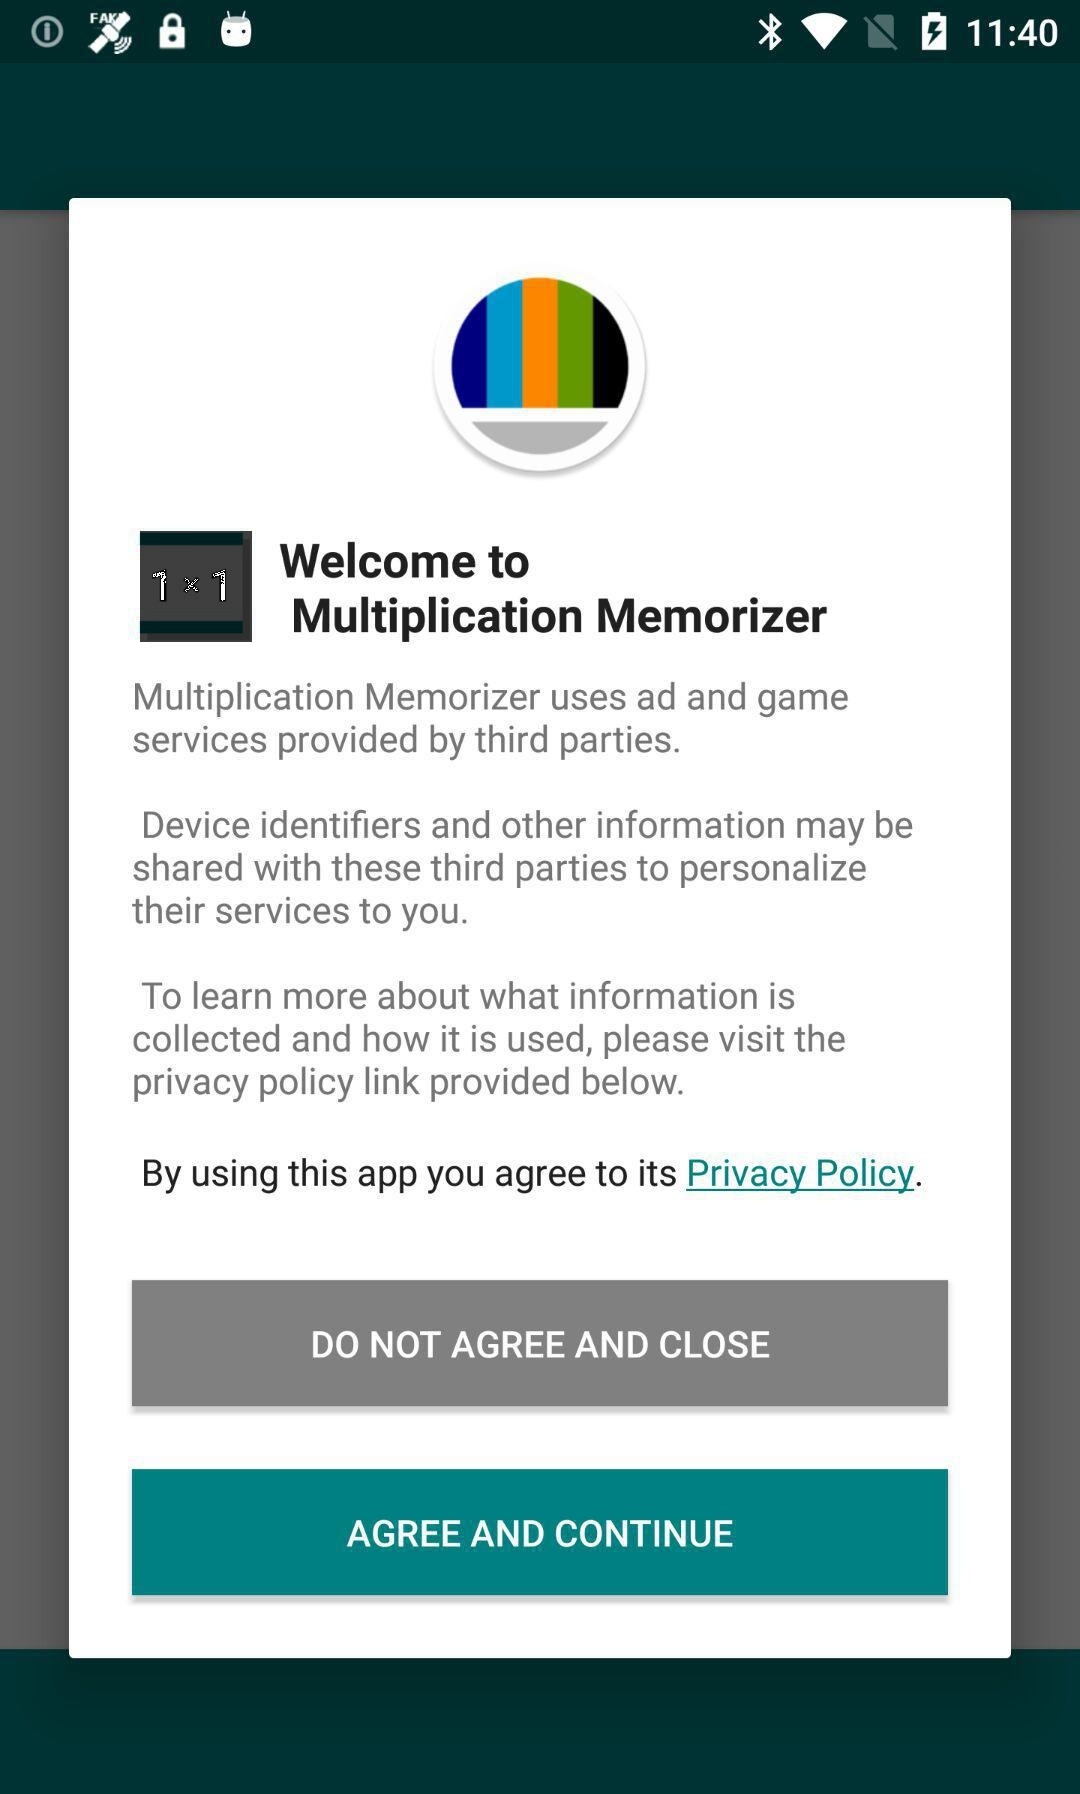 FAKE
11:40
1 × 1
Welcome to
Multiplication Memorizer
Multiplication Memorizer uses ad and game
services provided by third parties.
Device identifiers and other information may be
shared with these third parties to personalize
their services to you.
To learn more about what information is
collected and how it is used, please visit the
privacy policy link provided below.
By using this app you agree to its Privacy Policy.
DO NOT AGREE AND CLOSE
AGREE AND CONTINUE